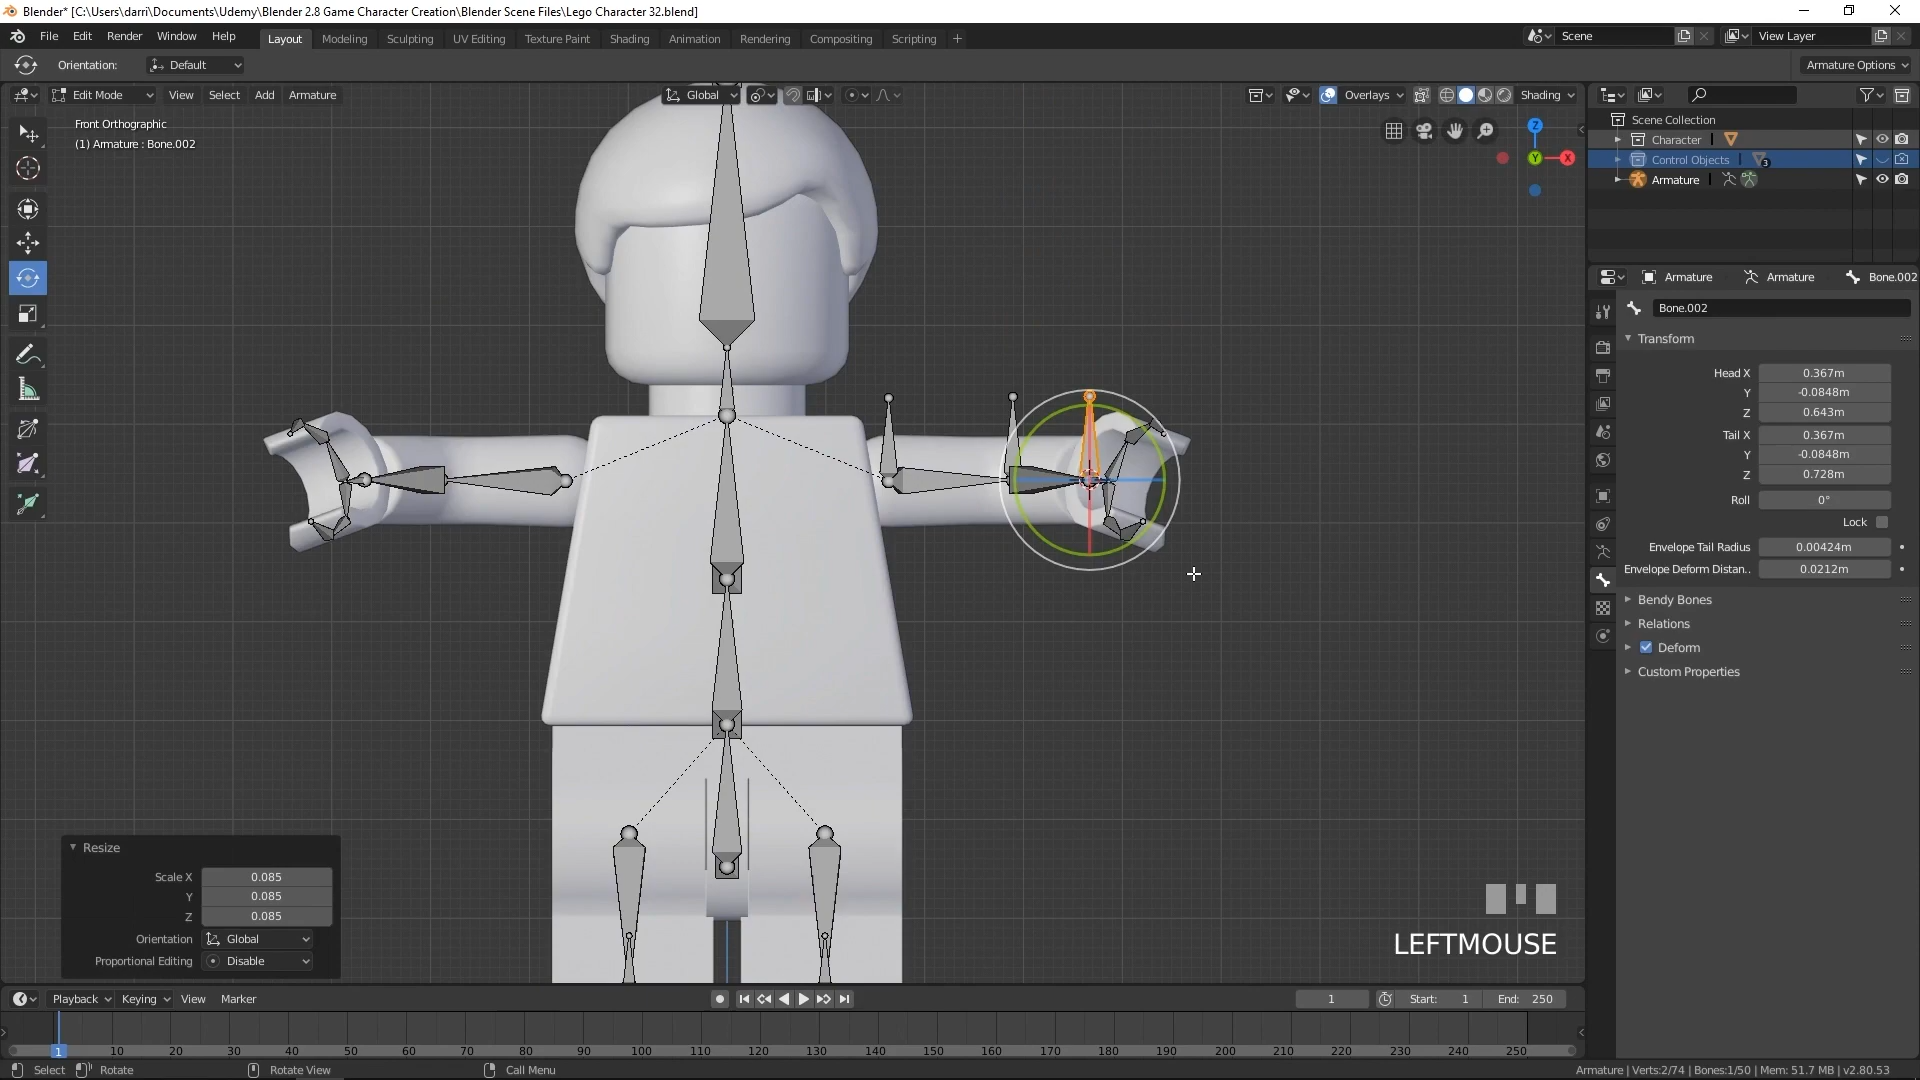 Blender* [C:\Users\darri\Documents\Udemy\Blender 2.8 Game Character Creation\Blender Scene Files\Lego Character 32.blend]
File Edit Render Window Help Layout Modeling Sculpting UV Editing Texture Paint Shading Animation Rendering Compositing Scripting + Scene View Layer
Orientation: Default Armature Options
Edit Mode View Select Add Armature Global Overlays Shading
Front Orthographic
(1) Armature : Bone.002
Z
Y X
Scene Collection
Character
Control Objects 3
Armature
Armature Armature Bone.002
Bone.002
Transform
Head X 0.367m
Y -0.0848m
Z 0.643m
Tail X 0.367m
Y -0.0848m
Z 0.728m
Roll 0°
Lock
Envelope Tail Radius 0.00424m
Envelope Deform Distan.. 0.0212m
Bendy Bones
Relations
Deform
Custom Properties
Resize
Scale X 0.085
Y 0.085
Z 0.085
Orientation Global
Proportional Editing Disable
LEFTMOUSE
Playback Keying View Marker 1 Start: 1 End: 250
1 10 20 30 40 50 60 70 80 90 100 110 120 130 140 150 160 170 180 190 200 210 220 230 240 250
Select Rotate Rotate View Call Menu Armature | Verts:2/74 | Bones:1/50 | Mem: 51.7 MB | v2.80.53